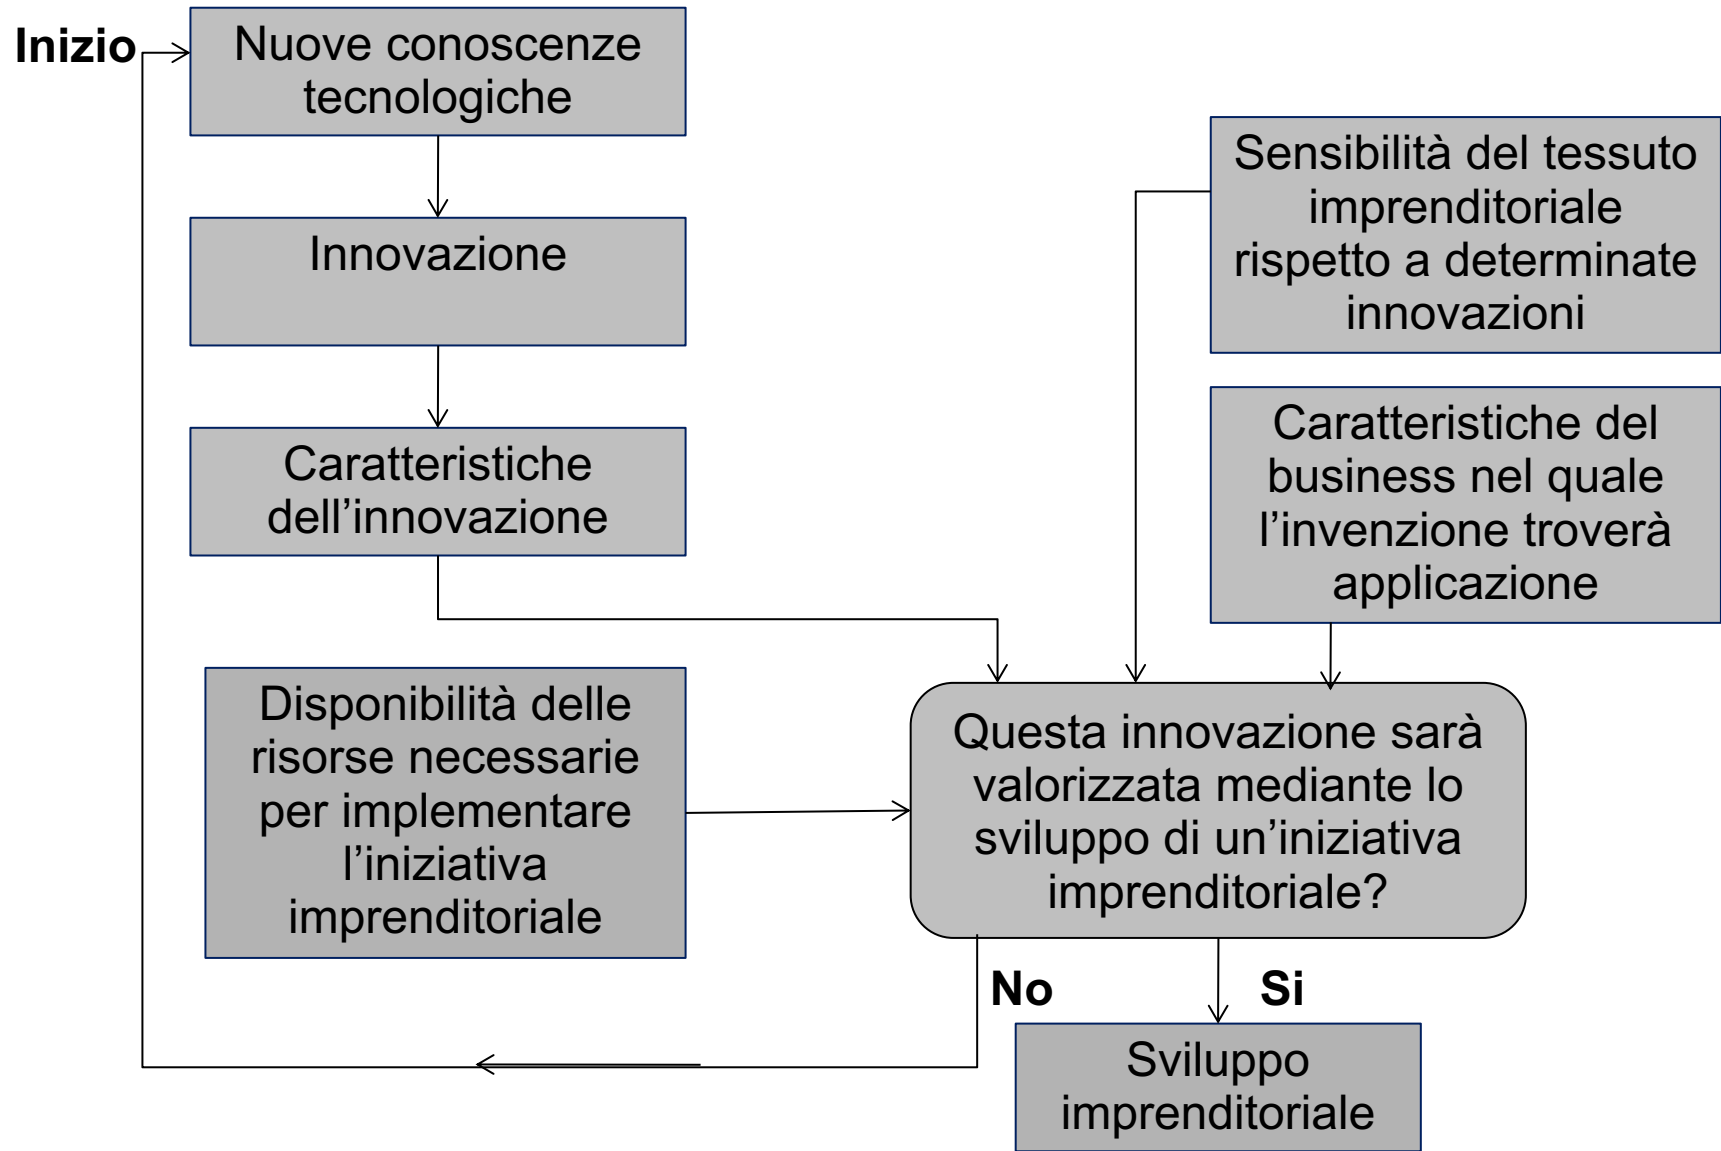 Inizio
Nuove conoscenze
tecnologiche
Innovazione
Caratteristiche
dell’innovazione
Sensibilità del tessuto
imprenditoriale
rispetto a determinate
innovazioni
Caratteristiche del
business nel quale
l’invenzione troverà
applicazione
Disponibilità delle
risorse necessarie
per implementare
l’iniziativa
imprenditoriale
Questa innovazione sarà
valorizzata mediante lo
sviluppo di un’iniziativa
imprenditoriale?
No
Si
Sviluppo
imprenditoriale